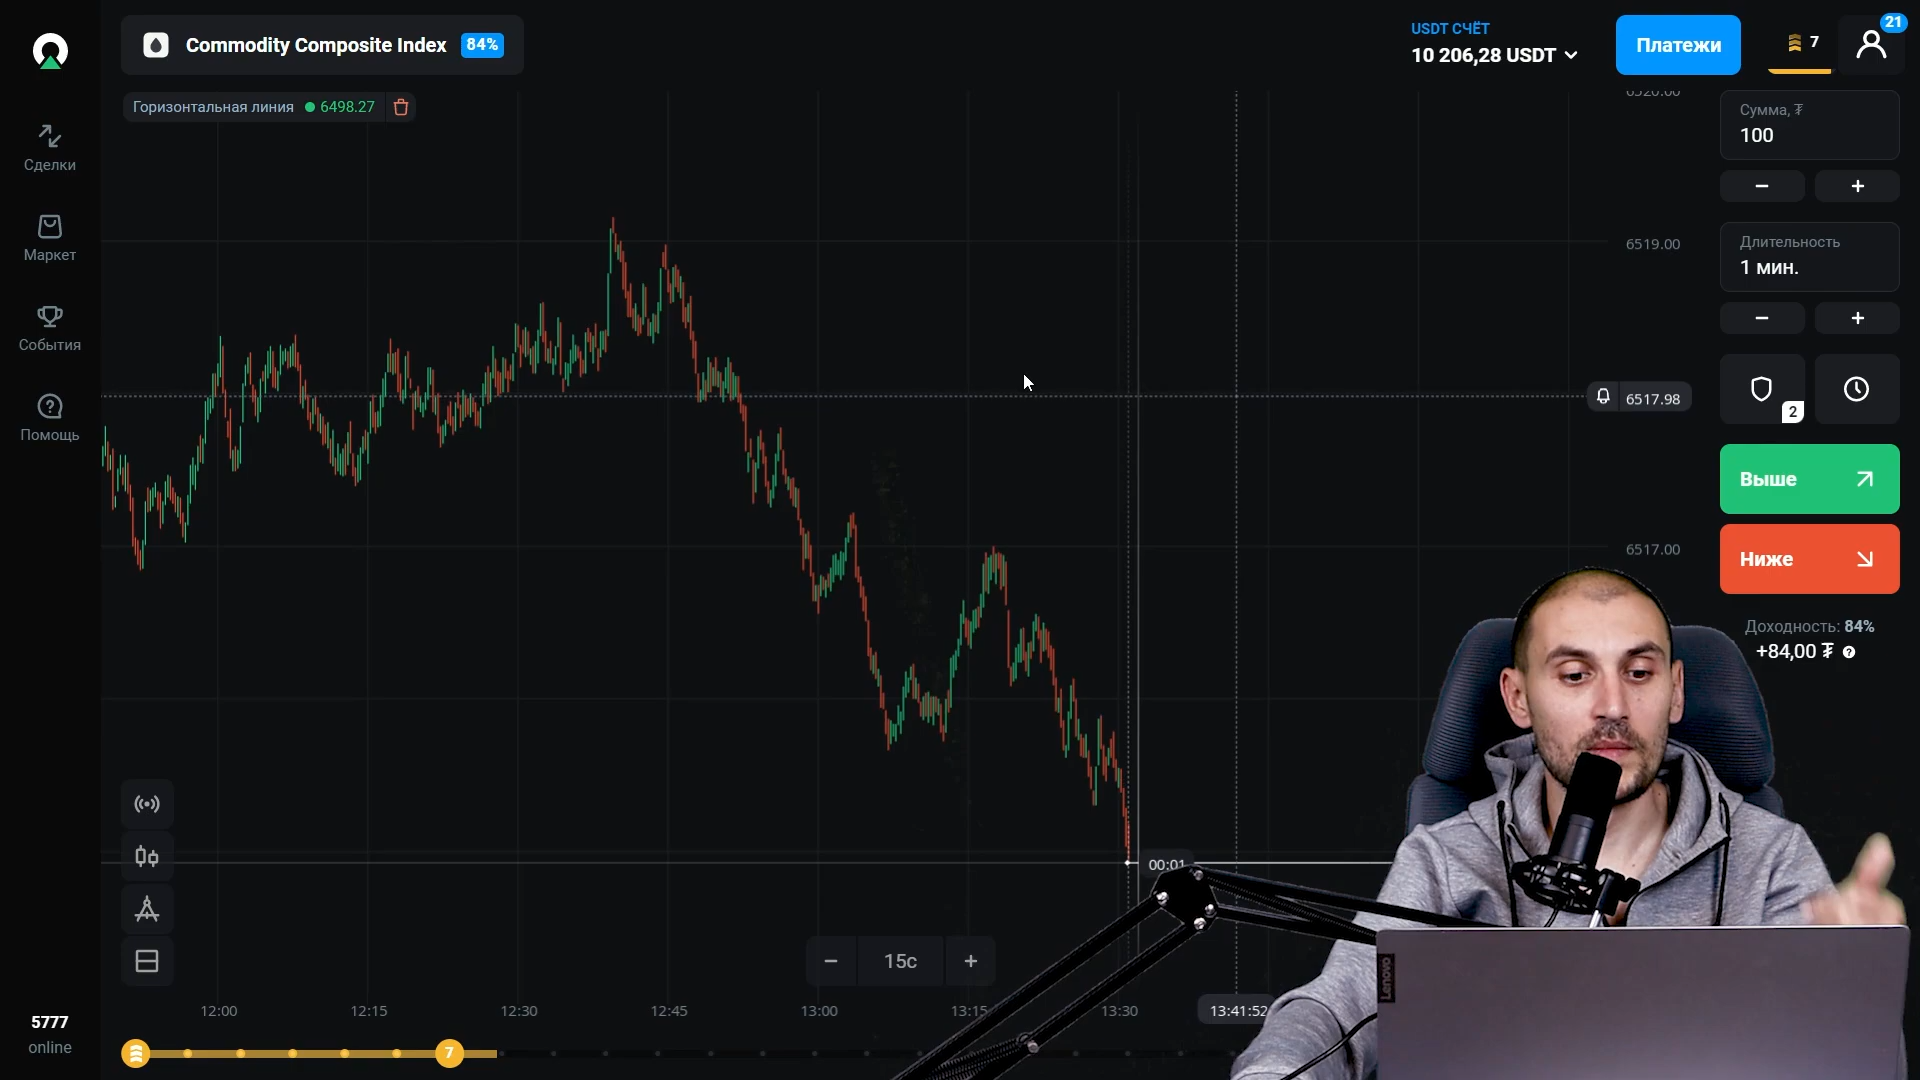 Commodity Composite Index 84%
USDT СЧЁТ
10 206,28 USDT
Платежи
7
21
Горизонтальная линия 6498.27
Сделки
Маркет
События
Помощь
5777
online
6520.00
6519.00
6517.98
6517.00
Сумма, ₮
100
Длительность
1 мин.
2
Выше
Ниже
Доходность: 84%
+84,00 ₮
00:01
15с
12:00
12:15
12:30
12:45
13:00
13:15
13:30
13:41:52
7
Lenovo